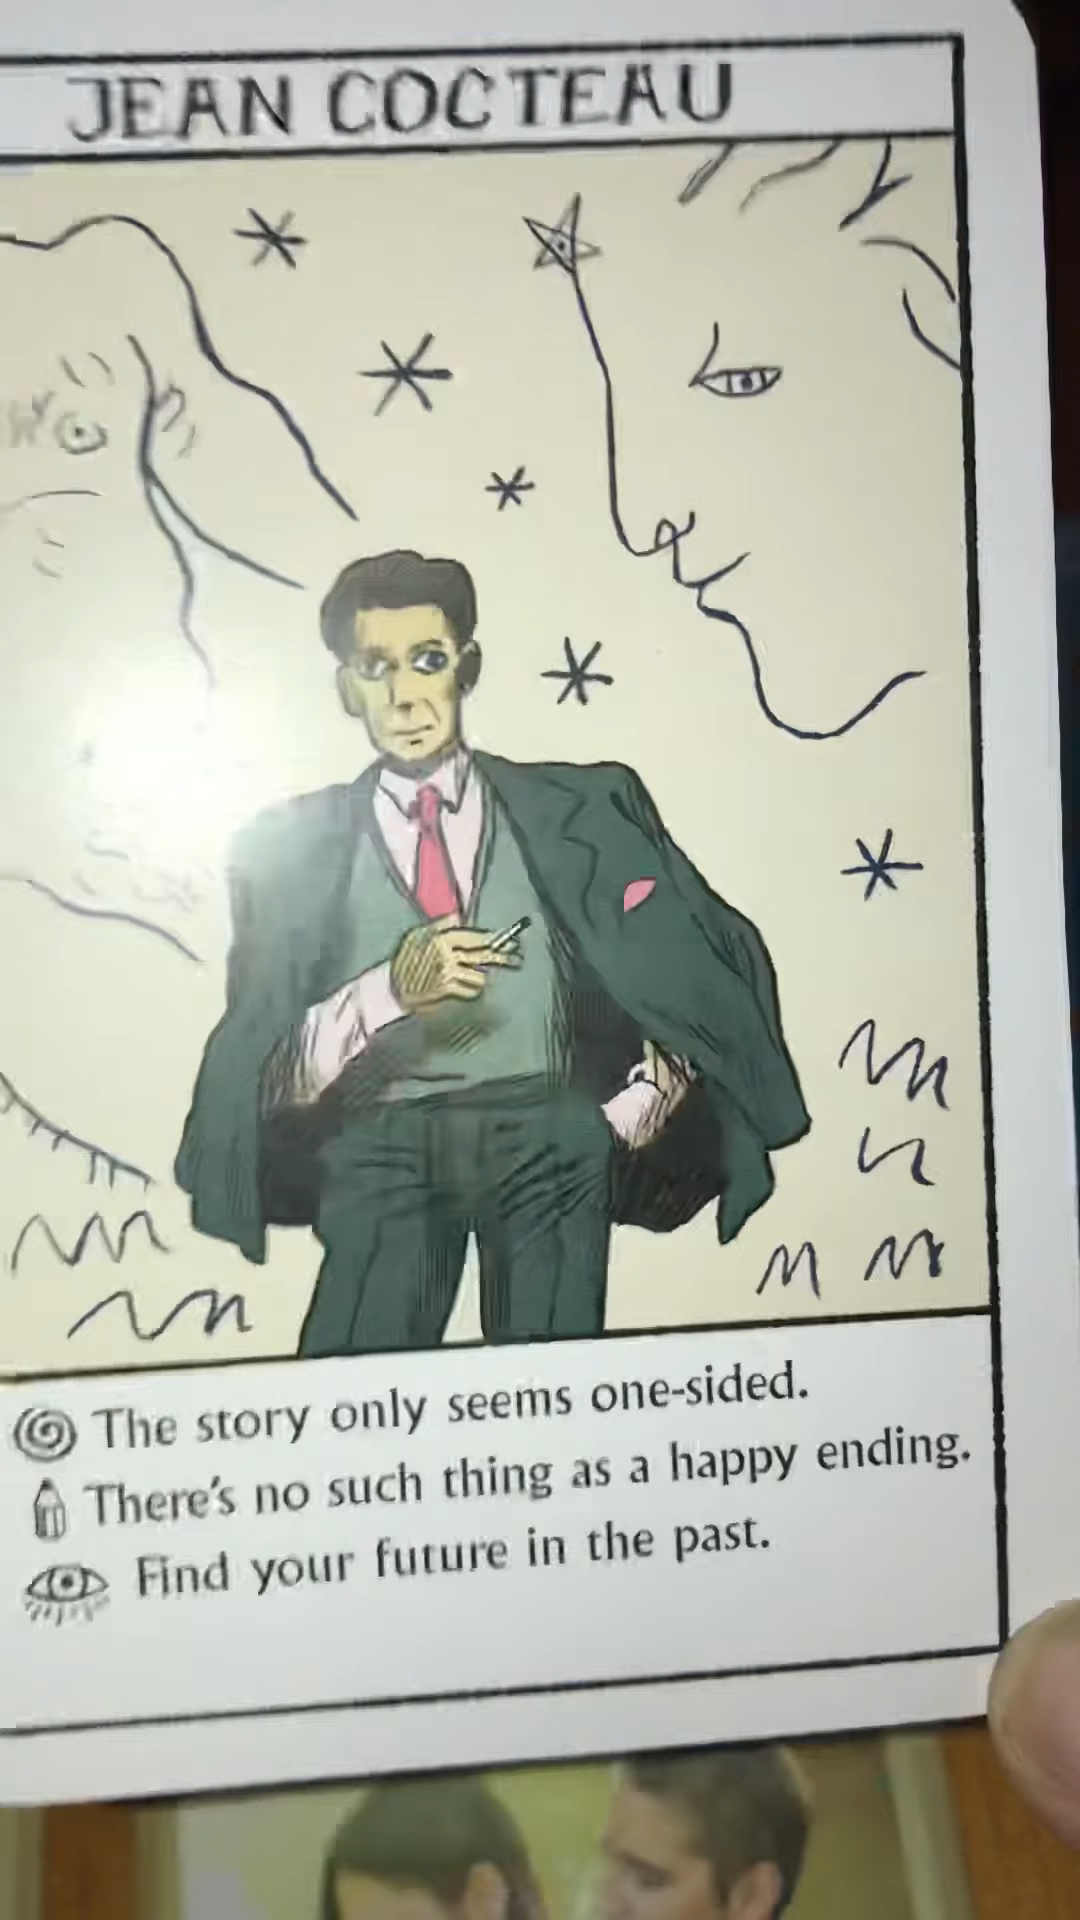 JEAN COCTEAU
The story only seems one-sided.
There's no such thing as a happy ending.
Find your future in the past.